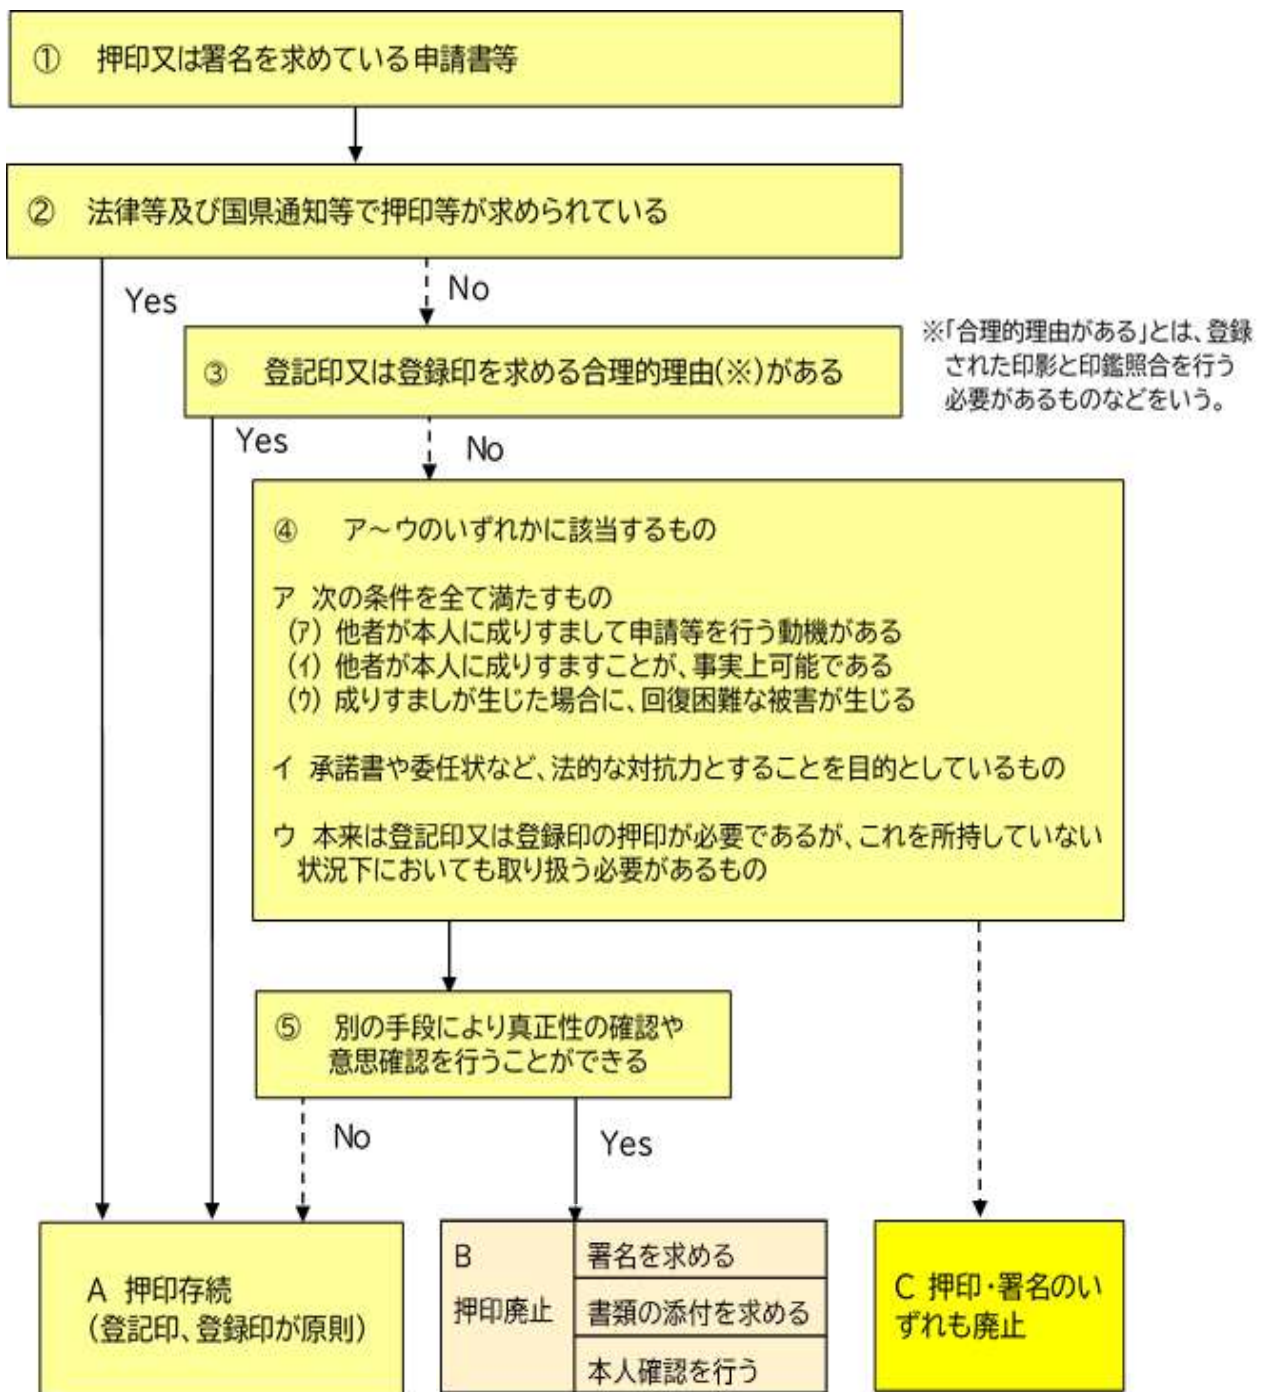 ① 押印又は署名を求めている申請書等
② 法律等及び国県通知等で押印等が求められている
Yes
No
③ 登記印又は登録印を求める合理的理由(※)がある
※「合理的理由がある」とは、登録
された印影と印鑑照合を行う
必要があるものなどをいう。
Yes
No
④ ア～ウのいずれかに該当するもの
ア 次の条件を全て満たすもの
(ｱ) 他者が本人に成りすまして申請等を行う動機がある
(ｲ) 他者が本人に成りすますことが、事実上可能である
(ｳ) 成りすましが生じた場合に、回復困難な被害が生じる
イ 承諾書や委任状など、法的な対抗力とすることを目的としているもの
ウ 本来は登記印又は登録印の押印が必要であるが、これを所持していない
状況下においても取り扱う必要があるもの
⑤ 別の手段により真正性の確認や
意思確認を行うことができる
No
Yes
A 押印存続
(登記印、登録印が原則)
B
押印廃止
署名を求める
書類の添付を求める
本人確認を行う
C 押印・署名のい
ずれも廃止